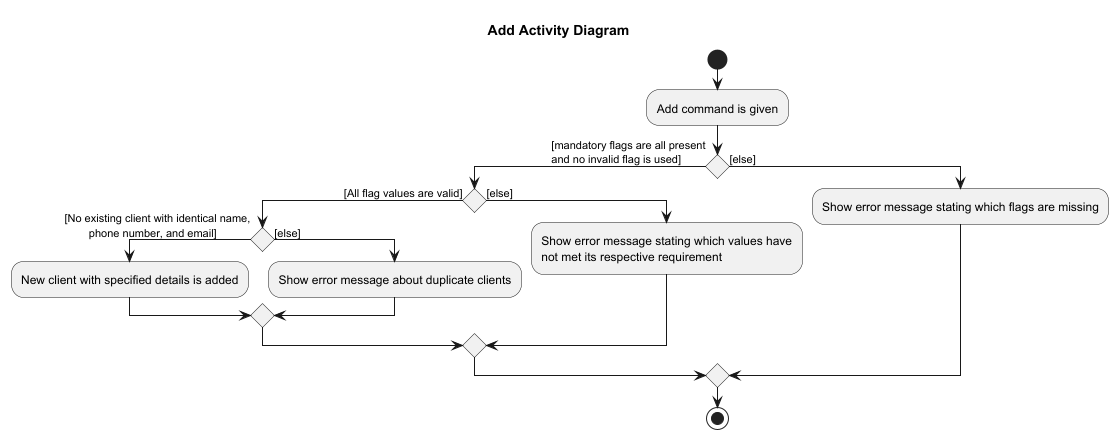 Add Activity Diagram
Add command is given
[mandatory flags are all present
and no invalid flag is used]
[else]
[All flag values are valid]
[else]
Show error message stating which flags are missing
[No existing client with identical name,
phone number, and email]
[else]
Show error message stating which values have
not met its respective requirement
New client with specified details is added
Show error message about duplicate clients